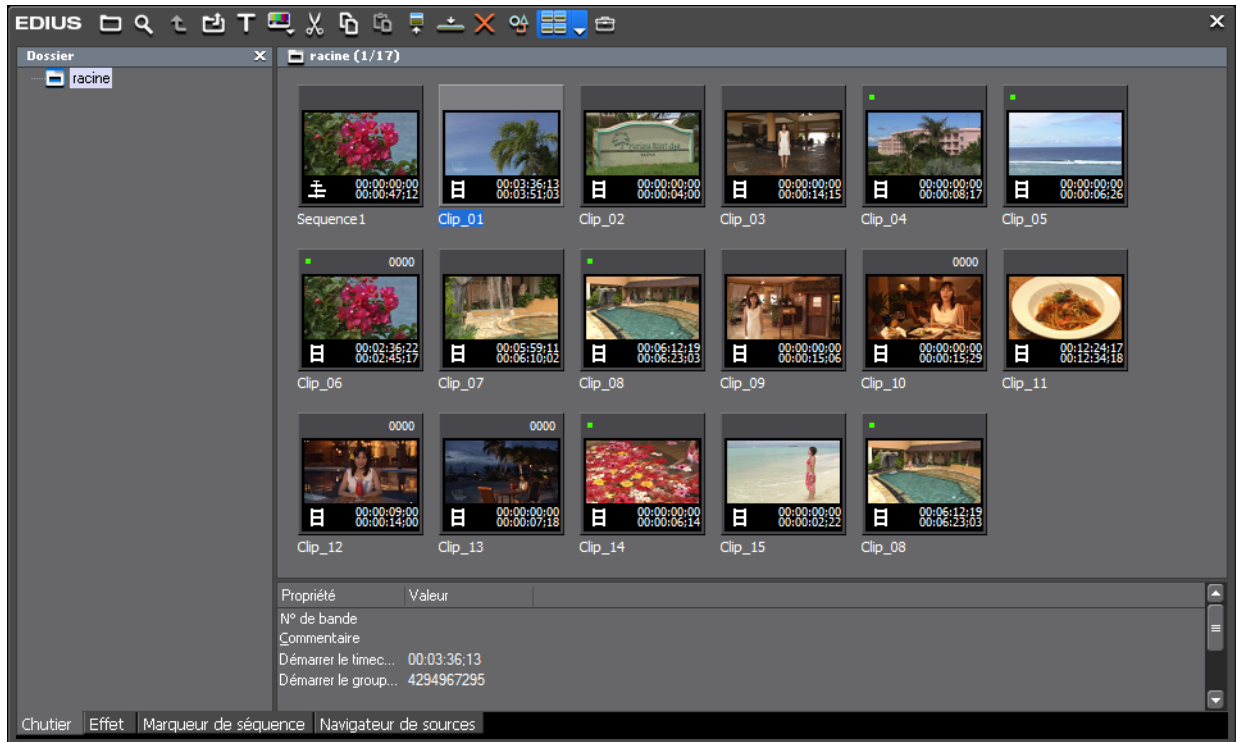 EDIUS T
Dossier
racine (1/17)
racine
00:00:00;00 00:03:36;13 00:00:00;00 00:00:00;00 00:00:00;00 00:00:00;00
00:00:47;12 00:03:51;03 00:00:04;00 00:00:14;15 00:00:08;17 00:00:06;26
Sequence1 Clip_01 Clip_02 Clip_03 Clip_04 Clip_05
0000 0000
00:02:36;22 00:05:59;11 00:06:12;19 00:00:00;00 00:00:00;00 00:12:24;17
00:02:45;17 00:06:10;02 00:06:23;03 00:00:15;06 00:00:15;29 00:12:34;18
Clip_06 Clip_07 Clip_08 Clip_09 Clip_10 Clip_11
0000 0000
00:00:09;00 00:00:00;00 00:00:00;00 00:00:00;00 00:06:12;19
00:00:14;00 00:00:07;18 00:00:06;14 00:00:02;22 00:06:23;03
Clip_12 Clip_13 Clip_14 Clip_15 Clip_08
Propriété Valeur
N° de bande
Commentaire
Démarrer le timec... 00:03:36;13
Démarrer le group... 4294967295
Chutier Effet Marqueur de séquence Navigateur de sources